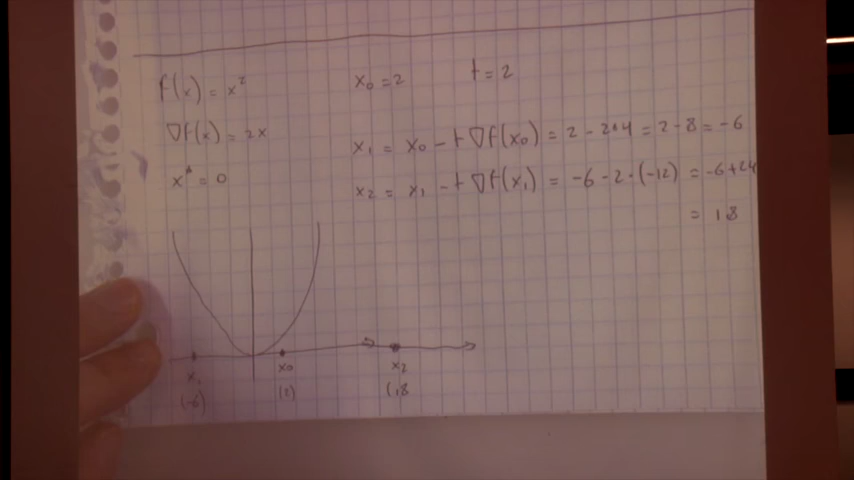 f(x) = x²
x₀ = 2
t = 2
∇f(x) = 2x
x₁ = x₀ - t ∇f(x₀) = 2 - 2*4 = 2 - 8 = -6
x* = 0
x₂ = x₁ - t ∇f(x₁) = -6 - 2·(-12) = -6+24
= 18
x₁
x₀
x₂
(-6)
(2)
(18